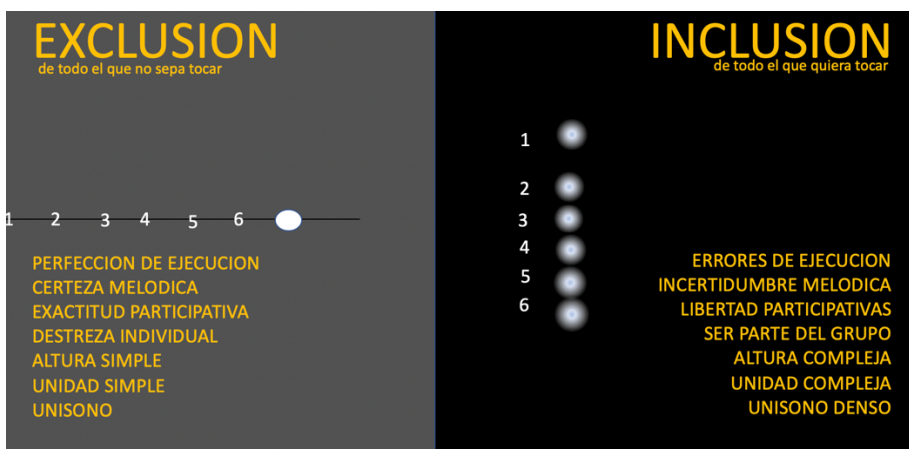 EXCLUSION
de todo el que no sepa tocar
1 2 3 4 5 6
PERFECCION DE EJECUCION
CERTEZA MELODICA
EXACTITUD PARTICIPATIVA
DESTREZA INDIVIDUAL
ALTURA SIMPLE
UNIDAD SIMPLE
UNISONO
INCLUSION
de todo el que quiera tocar
1
2
3
4
5
6
ERRORES DE EJECUCION
INCERTIDUMBRE MELODICA
LIBERTAD PARTICIPATIVAS
SER PARTE DEL GRUPO
ALTURA COMPLEJA
UNIDAD COMPLEJA
UNISONO DENSO